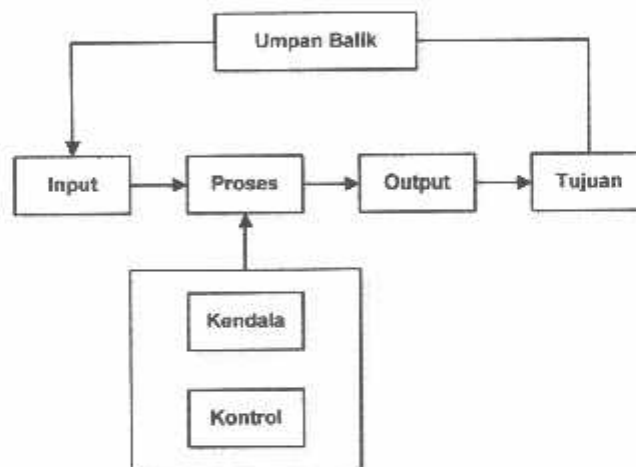 Umpan Balik
Input
Proses
Output
Tujuan
Kendala
Kontrol